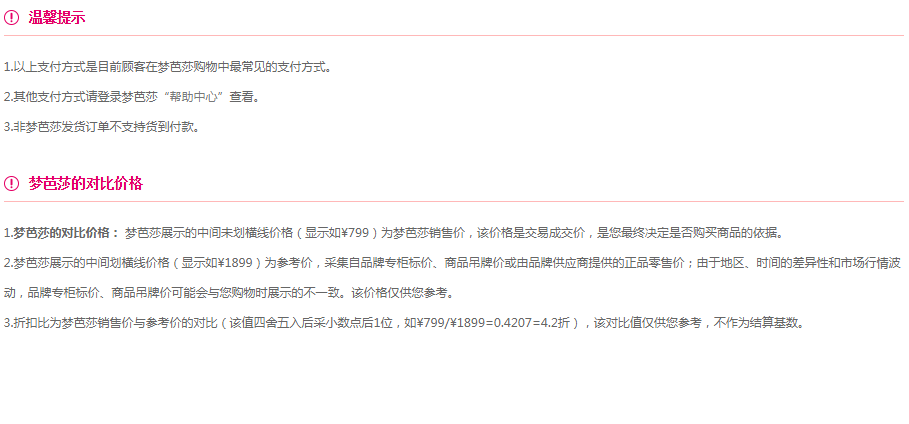 温馨提示
1.以上支付方式是目前顾客在梦芭莎购物中最常见的支付方式。
2.其他支付方式请登录梦芭莎“帮助中心”查看。
3.非梦芭莎发货订单不支持货到付款。
梦芭莎的对比价格
1.梦芭莎的对比价格： 梦芭莎展示的中间未划横线价格（显示如¥799）为梦芭莎销售价，该价格是交易成交价，是您最终决定是否购买商品的依据。
2.梦芭莎展示的中间划横线价格（显示如¥1899）为参考价，采集自品牌专柜标价、商品吊牌价或由品牌供应商提供的正品零售价；由于地区、时间的差异性和市场行情波
动，品牌专柜标价、商品吊牌价可能会与您购物时展示的不一致。该价格仅供您参考。
3.折扣比为梦芭莎销售价与参考价的对比（该值四舍五入后采小数点后1位，如¥799/¥1899=0.4207=4.2折），该对比值仅供您参考，不作为结算基数。